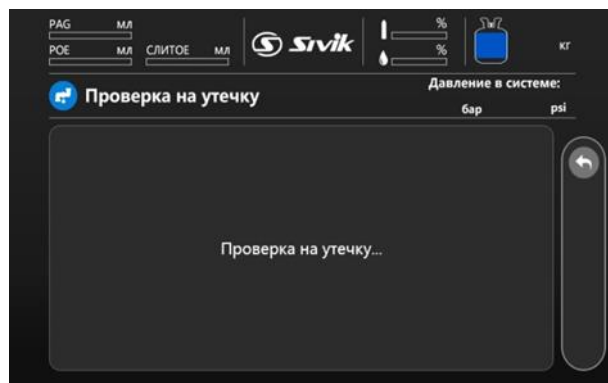 PAG мл
POE мл СЛИТОЕ мл
Sivik
%
%
кг
Проверка на утечку
Давление в системе:
бар psi
Проверка на утечку...